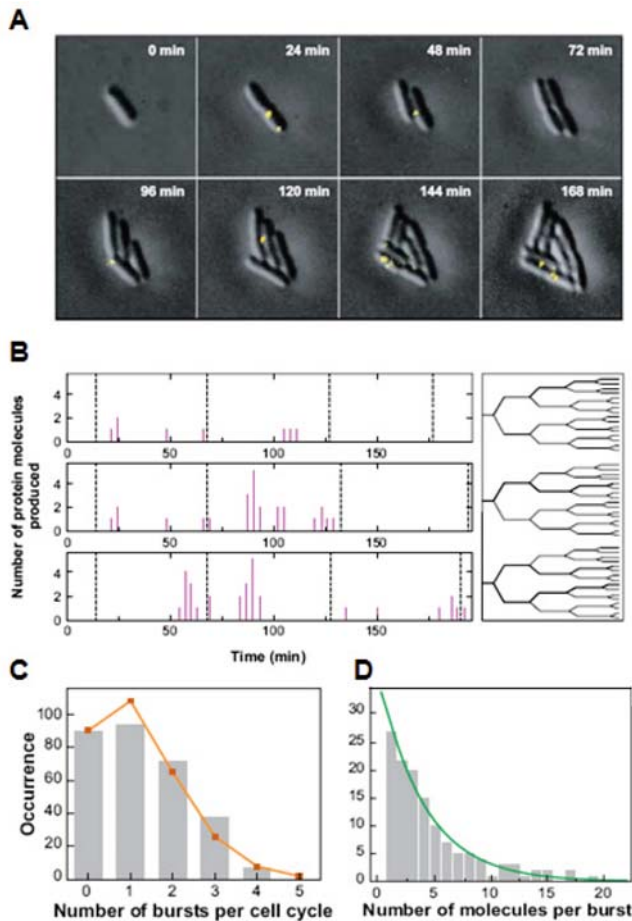 A
0 min 24 min 48 min 72 min
96 min 120 min 144 min 168 min
B
Number of protein molecules
produced
4
2
0
0 50 100 150
4
2
0
0 50 100 150
4
2
0
0 50 100 150
Time (min)
C
Occurrence
100
80
60
40
20
0
0 1 2 3 4 5
Number of bursts per cell cycle
D
30
25
20
15
10
5
0
0 5 10 15 20
Number of molecules per burst